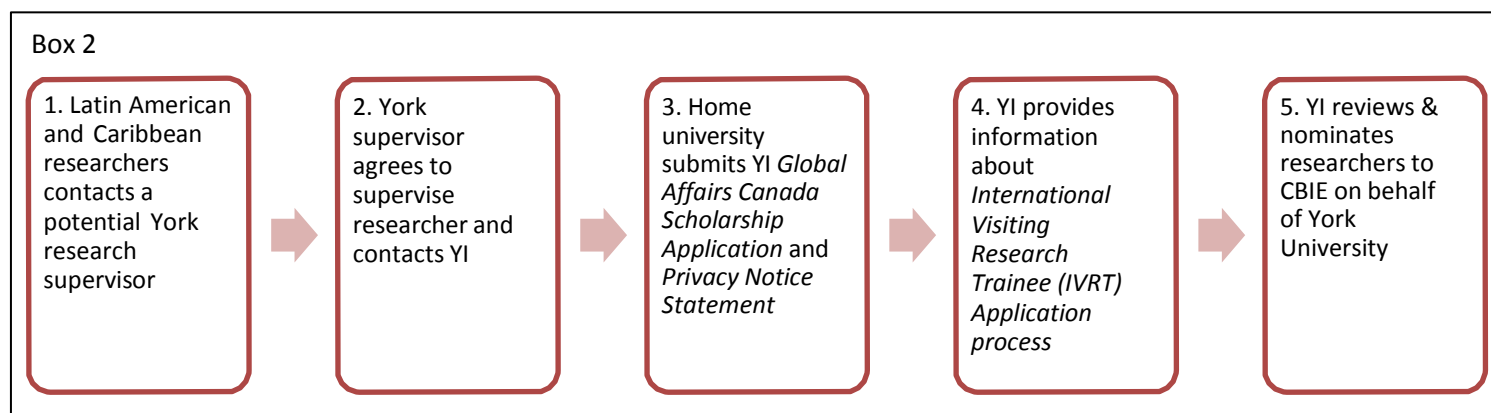 Box 2
1. Latin American
and Caribbean
researchers
contacts a
potential York
research
supervisor
2. York
supervisor
agrees to
supervise
researcher and
contacts YI
3. Home
university
submits YI Global
Affairs Canada
Scholarship
Application and
Privacy Notice
Statement
4. YI provides
information
about
International
Visiting
Research
Trainee (IVRT)
Application
process
5. YI reviews &
nominates
researchers to
CBIE on behalf
of York
University